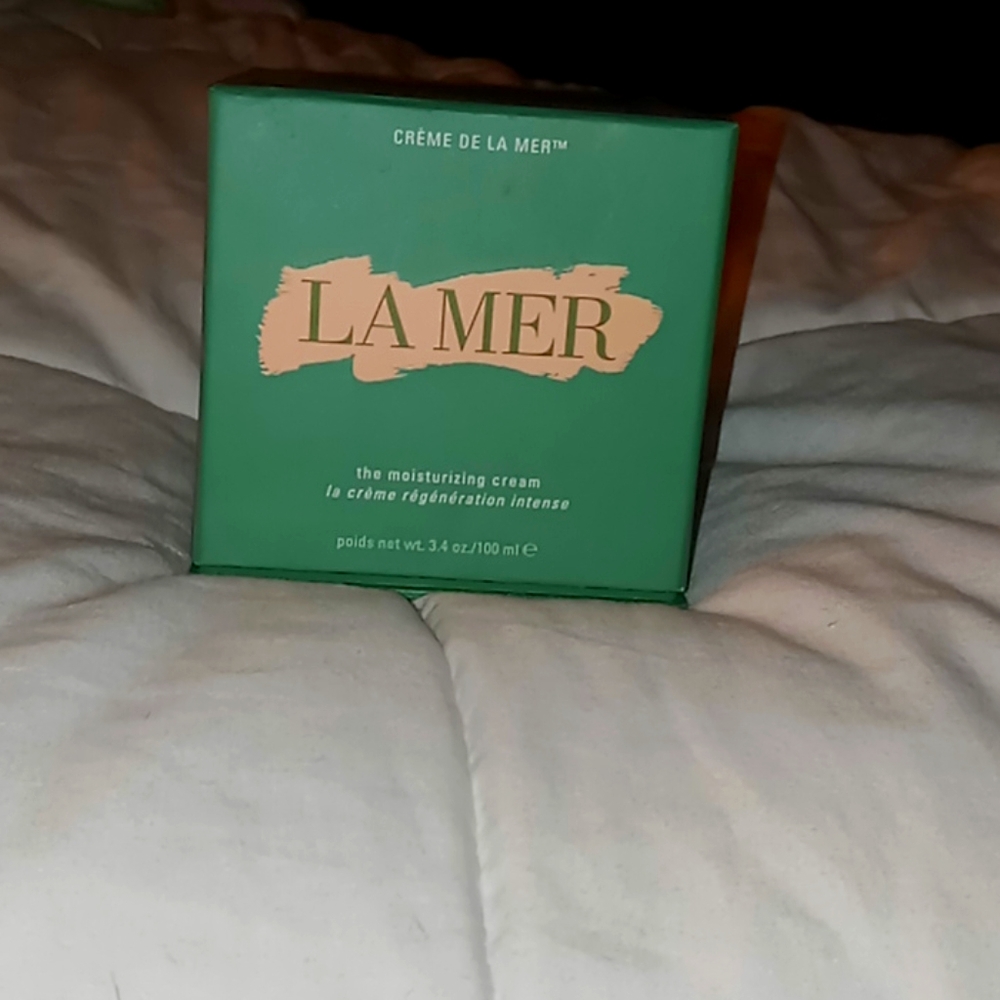 CRÈME DE LA MER™
LA MER
the moisturizing cream
la crème régénération intense
poids net wt. 3.4 oz./100 ml ℮